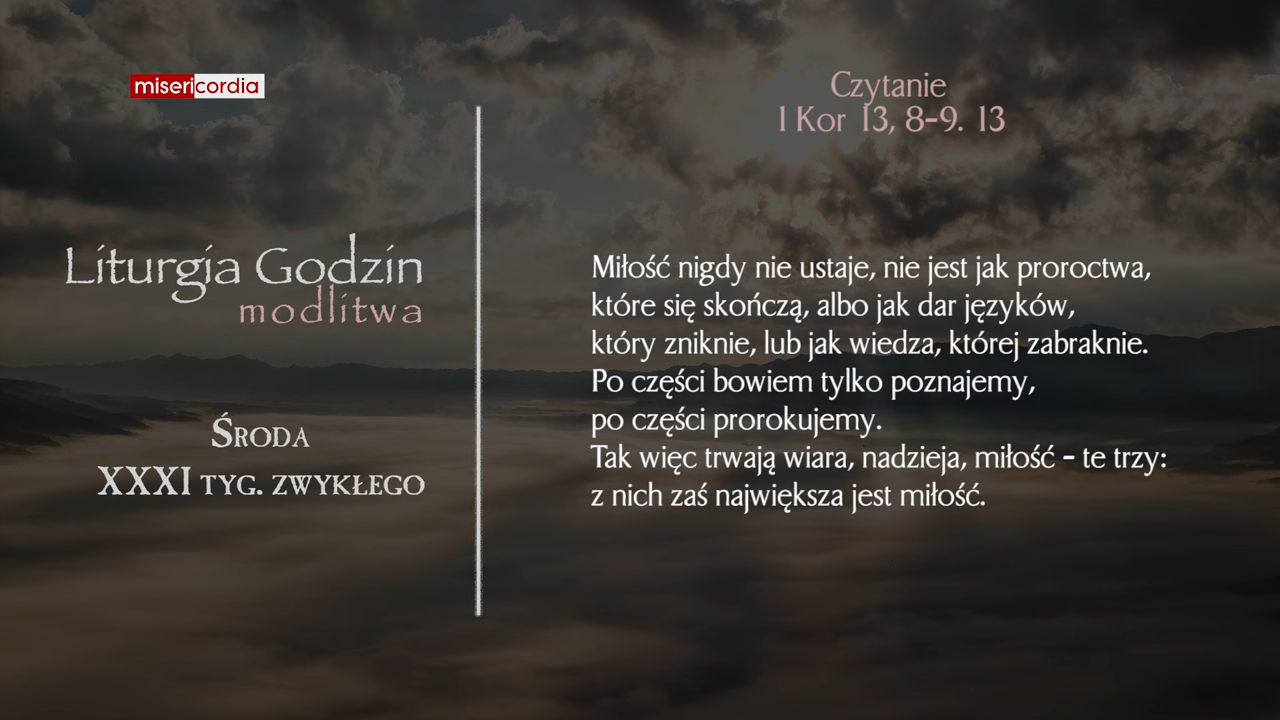 misericordia
Liturgia Godzin
modlitwa
Środa
XXXI tyg. zwykłego
Czytanie
1 Kor 13, 8-9. 13
Miłość nigdy nie ustaje, nie jest jak proroctwa,
które się skończą, albo jak dar języków,
który zniknie, lub jak wiedza, której zabraknie.
Po części bowiem tylko poznajemy,
po części prorokujemy.
Tak więc trwają wiara, nadzieja, miłość - te trzy:
z nich zaś największa jest miłość.